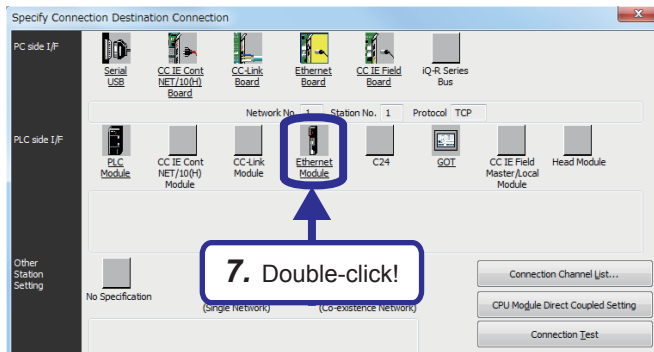 Specify Connection Destination Connection
PC side I/F
Serial
USB
CC IE Cont
NET/10(H)
Board
CC-Link
Board
Ethernet
Board
CC IE Field
Board
iQ-R Series
Bus
Network No. 1 Station No. 1 Protocol TCP
PLC side I/F
PLC
Module
CC IE Cont
NET/10(H)
Module
CC-Link
Module
Ethernet
Module
C24
GOT
CC IE Field
Master/Local
Module
Head Module
7. Double-click!
Other
Station
Setting
No Specification
(Single Network)
(Co-existence Network)
Connection Channel List...
CPU Module Direct Coupled Setting
Connection Test